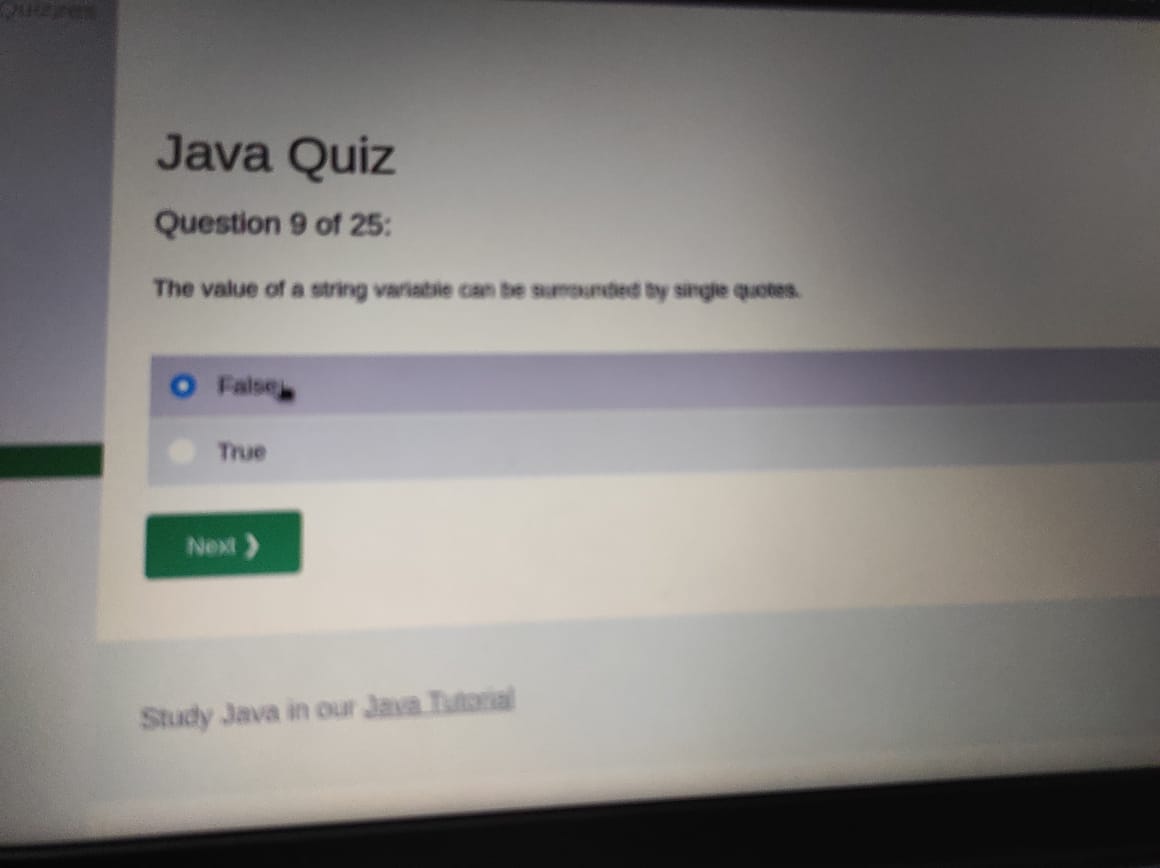 Quizzes
Java Quiz
Question 9 of 25:
The value of a string variable can be surrounded by single quotes.
False
True
Next ❯
Study Java in our Java Tutorial